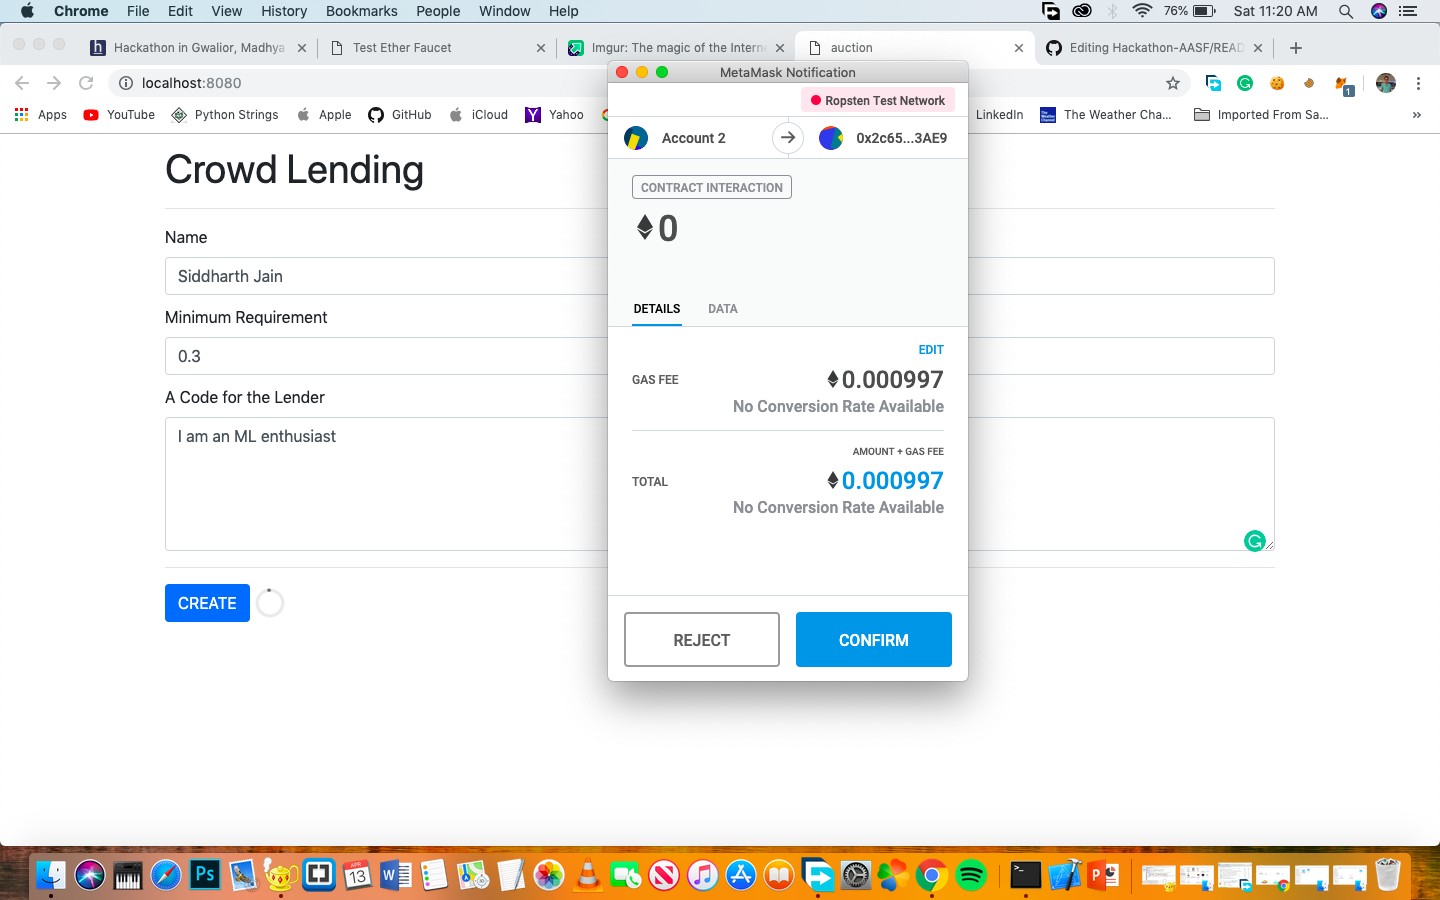 Chrome File Edit View History Bookmarks People Window Help 76% Sat 11:20 AM
Hackathon in Gwalior, Madhya Test Ether Faucet Imgur: The magic of the Intern auction Editing Hackathon-AASF/READ
localhost:8080
1
Apps YouTube Python Strings Apple GitHub iCloud Yahoo LinkedIn The Weather Cha... Imported From Sa... »
MetaMask Notification
Ropsten Test Network
Account 2 0x2c65...3AE9
CONTRACT INTERACTION
0
DETAILS DATA
EDIT
GAS FEE 0.000997
No Conversion Rate Available
AMOUNT + GAS FEE
TOTAL 0.000997
No Conversion Rate Available
REJECT CONFIRM
Crowd Lending
Name
Siddharth Jain
Minimum Requirement
0.3
A Code for the Lender
I am an ML enthusiast
CREATE
Ps
APR
13
W
P